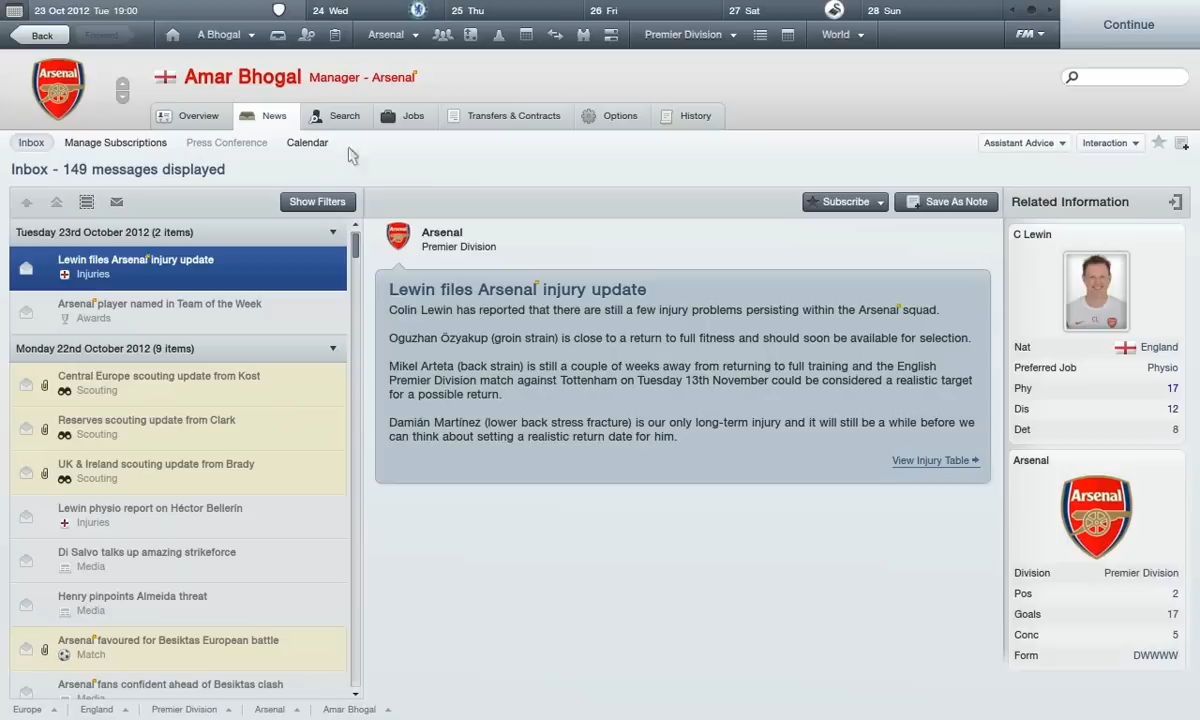 23 Oct 2012 Tue 19:00
24 Wed
25 Thu
26 Fri
27 Sat
28 Sun
Continue
Back
Forward
A Bhogal
Arsenal
Premier Division
World
FM
Arsenal
Amar Bhogal Manager - Arsenal
Overview
News
Search
Jobs
Transfers & Contracts
Options
History
Inbox
Manage Subscriptions
Press Conference
Calendar
Assistant Advice
Interaction
Inbox - 149 messages displayed
Show Filters
Subscribe
Save As Note
Related Information
Tuesday 23rd October 2012 (2 items)
Lewin files Arsenal injury update
Injuries
Arsenal player named in Team of the Week
Awards
Monday 22nd October 2012 (9 items)
Central Europe scouting update from Kost
Scouting
Reserves scouting update from Clark
Scouting
UK & Ireland scouting update from Brady
Scouting
Lewin physio report on Héctor Bellerín
Injuries
Di Salvo talks up amazing strikeforce
Media
Henry pinpoints Almeida threat
Media
Arsenal favoured for Besiktas European battle
Match
Arsenal fans confident ahead of Besiktas clash
Media
Arsenal
Premier Division
Lewin files Arsenal injury update
Colin Lewin has reported that there are still a few injury problems persisting within the Arsenal squad.
Oguzhan Özyakup (groin strain) is close to a return to full fitness and should soon be available for selection.
Mikel Arteta (back strain) is still a couple of weeks away from returning to full training and the English
Premier Division match against Tottenham on Tuesday 13th November could be considered a realistic target
for a possible return.
Damián Martínez (lower back stress fracture) is our only long-term injury and it will still be a while before we
can think about setting a realistic return date for him.
View Injury Table
C Lewin
CL
Nat England
Preferred Job Physio
Phy 17
Dis 12
Det 8
Arsenal
Arsenal
Division Premier Division
Pos 2
Goals 17
Conc 5
Form DWWWW
Europe
England
Premier Division
Arsenal
Amar Bhogal